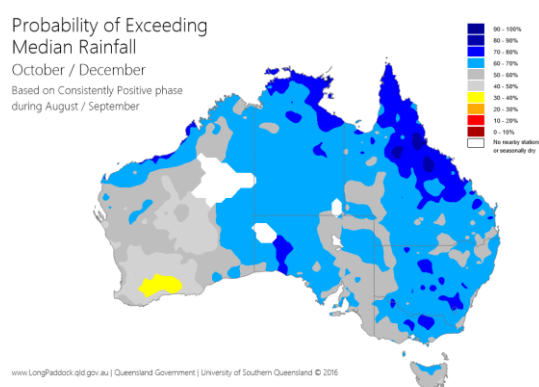 Probability of Exceeding
Median Rainfall
October / December
Based on Consistently Positive phase
during August / September
90 - 100%
80 - 90%
70 - 80%
60 - 70%
50 - 60%
40 - 50%
30 - 40%
20 - 30%
10 - 20%
0 - 10%
No nearby stations
or seasonally dry
www.LongPaddock.qld.gov.au | Queensland Government | University of Southern Queensland © 2016